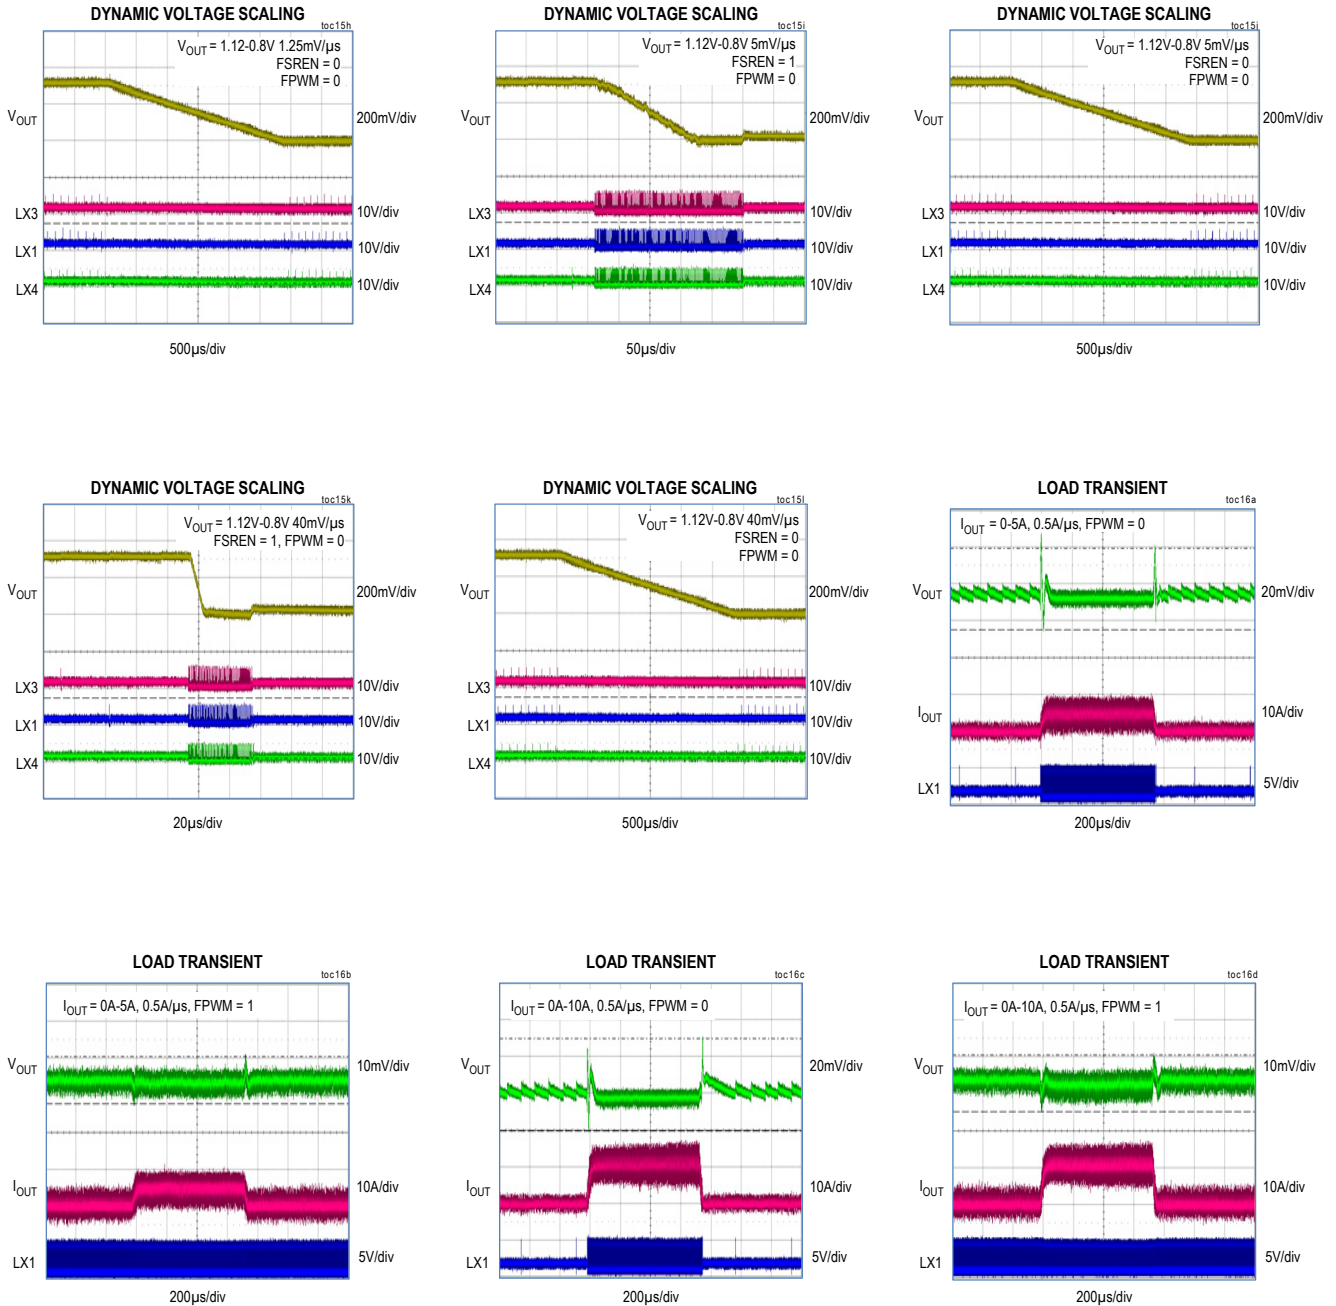 DYNAMIC VOLTAGE SCALING
toc15h
VOUT = 1.12-0.8V 1.25mV/µs
FSREN = 0
FPWM = 0
VOUT
200mV/div
LX3
10V/div
LX1
10V/div
LX4
10V/div
500µs/div
DYNAMIC VOLTAGE SCALING
toc15i
VOUT = 1.12V-0.8V 5mV/µs
FSREN = 1
FPWM = 0
VOUT
200mV/div
LX3
10V/div
LX1
10V/div
LX4
10V/div
50µs/div
DYNAMIC VOLTAGE SCALING
toc15j
VOUT = 1.12V-0.8V 5mV/µs
FSREN = 0
FPWM = 0
VOUT
200mV/div
LX3
10V/div
LX1
10V/div
LX4
10V/div
500µs/div
DYNAMIC VOLTAGE SCALING
toc15k
VOUT = 1.12V-0.8V 40mV/µs
FSREN = 1, FPWM = 0
VOUT
200mV/div
LX3
10V/div
LX1
10V/div
LX4
10V/div
20µs/div
DYNAMIC VOLTAGE SCALING
toc15l
VOUT = 1.12V-0.8V 40mV/µs
FSREN = 0
FPWM = 0
VOUT
200mV/div
LX3
10V/div
LX1
10V/div
LX4
10V/div
500µs/div
LOAD TRANSIENT
toc16a
IOUT = 0-5A, 0.5A/µs, FPWM = 0
VOUT
20mV/div
IOUT
10A/div
LX1
5V/div
200µs/div
LOAD TRANSIENT
toc16b
IOUT = 0A-5A, 0.5A/µs, FPWM = 1
VOUT
10mV/div
IOUT
10A/div
LX1
5V/div
200µs/div
LOAD TRANSIENT
toc16c
IOUT = 0A-10A, 0.5A/µs, FPWM = 0
VOUT
20mV/div
IOUT
10A/div
LX1
5V/div
200µs/div
LOAD TRANSIENT
toc16d
IOUT = 0A-10A, 0.5A/µs, FPWM = 1
VOUT
10mV/div
IOUT
10A/div
LX1
5V/div
200µs/div